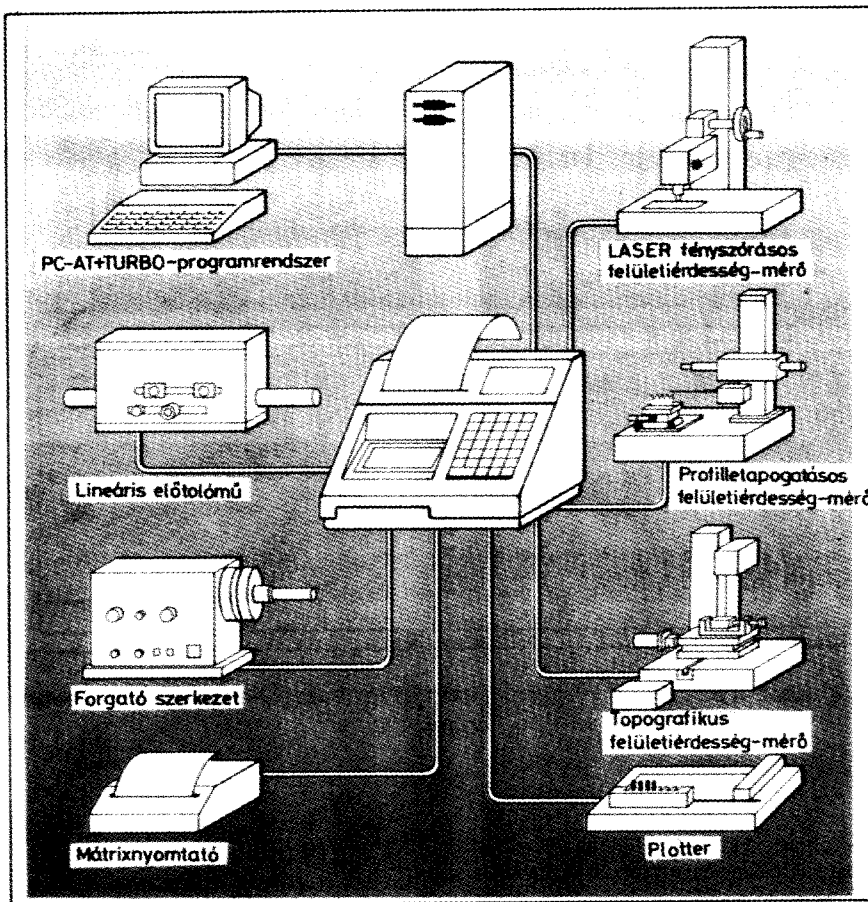 PC-AT+TURBO-programrendszer
LASER fényszórásos
felületiérdesség-mérő
Lineáris előtolómű
Profilletapogatásos
felületiérdesség-mérő
Forgató szerkezet
Topografikus
felületiérdesség-mérő
Mátrixnyomtató
Plotter